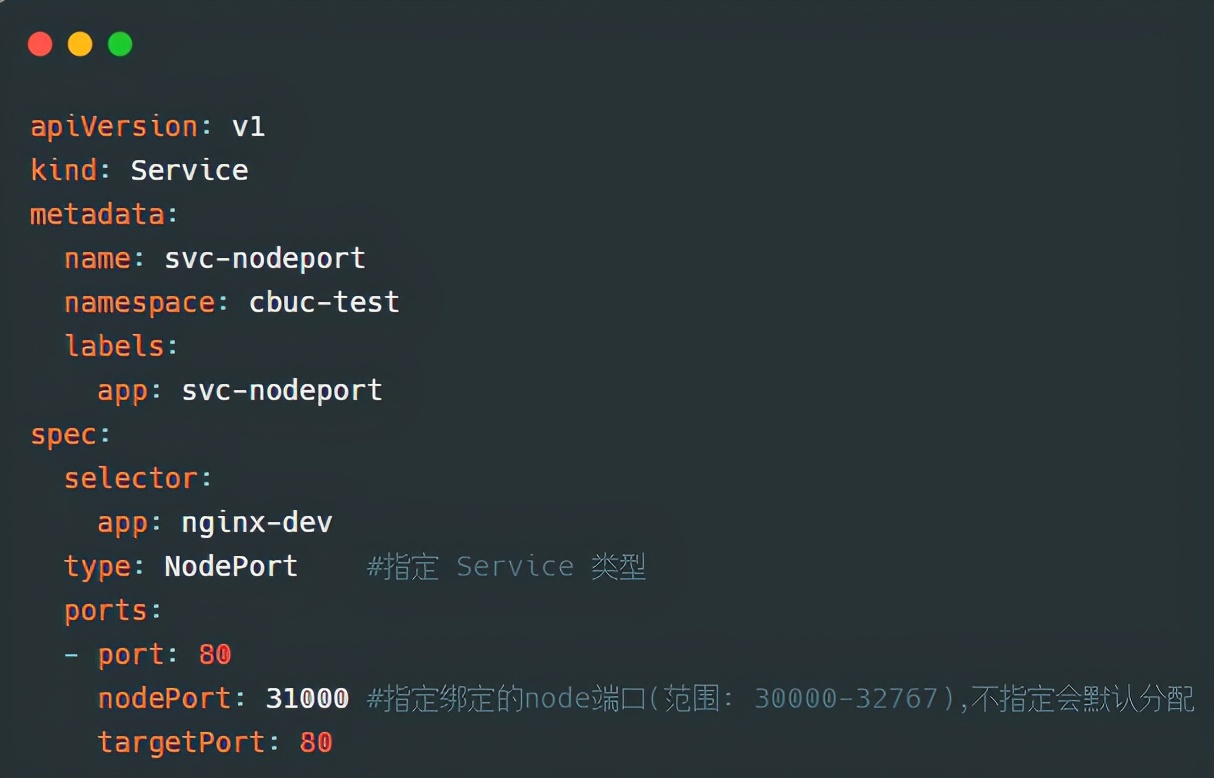 apiVersion: v1
kind: Service
metadata:
  name: svc-nodeport
  namespace: cbuc-test
  labels:
    app: svc-nodeport
spec:
  selector:
    app: nginx-dev
  type: NodePort    #指定 Service 类型
  ports:
  - port: 80
    nodePort: 31000 #指定绑定的node端口(范围: 30000-32767),不指定会默认分配
    targetPort: 80